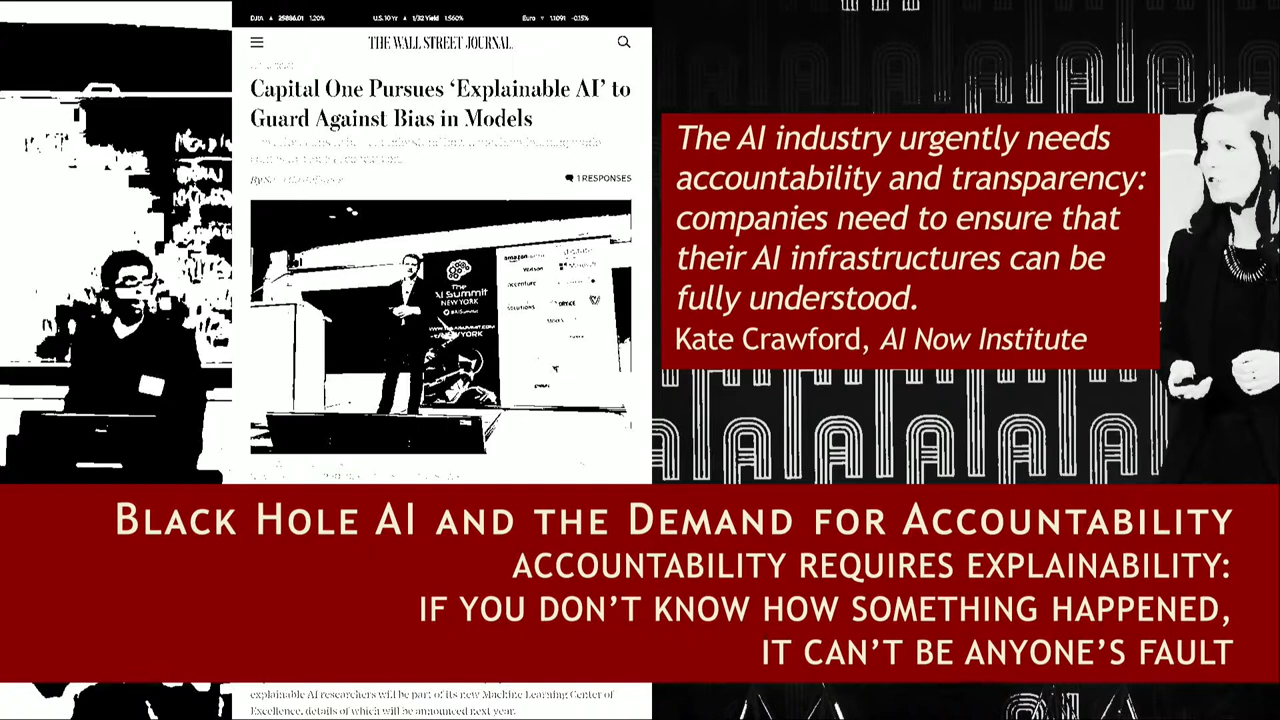 DJIA ▲ 25886.01 1.20%
U.S. 10 Yr ▲ 1/32 Yield 1.560%
Euro ▼ 1.1091 -0.15%
THE WALL STREET JOURNAL.
Capital One Pursues ‘Explainable AI’ to
Guard Against Bias in Models
1 RESPONSES
The
AI Summit
NEW YORK
amazon
Watson
accenture
The AI industry urgently needs
accountability and transparency:
companies need to ensure that
their AI infrastructures can be
fully understood.
Kate Crawford, AI Now Institute
BLACK HOLE AI AND THE DEMAND FOR ACCOUNTABILITY
ACCOUNTABILITY REQUIRES EXPLAINABILITY:
IF YOU DON’T KNOW HOW SOMETHING HAPPENED,
IT CAN’T BE ANYONE’S FAULT
explainable AI researchers will be part of its new Machine Learning Center of
Excellence, details of which will be announced next year.